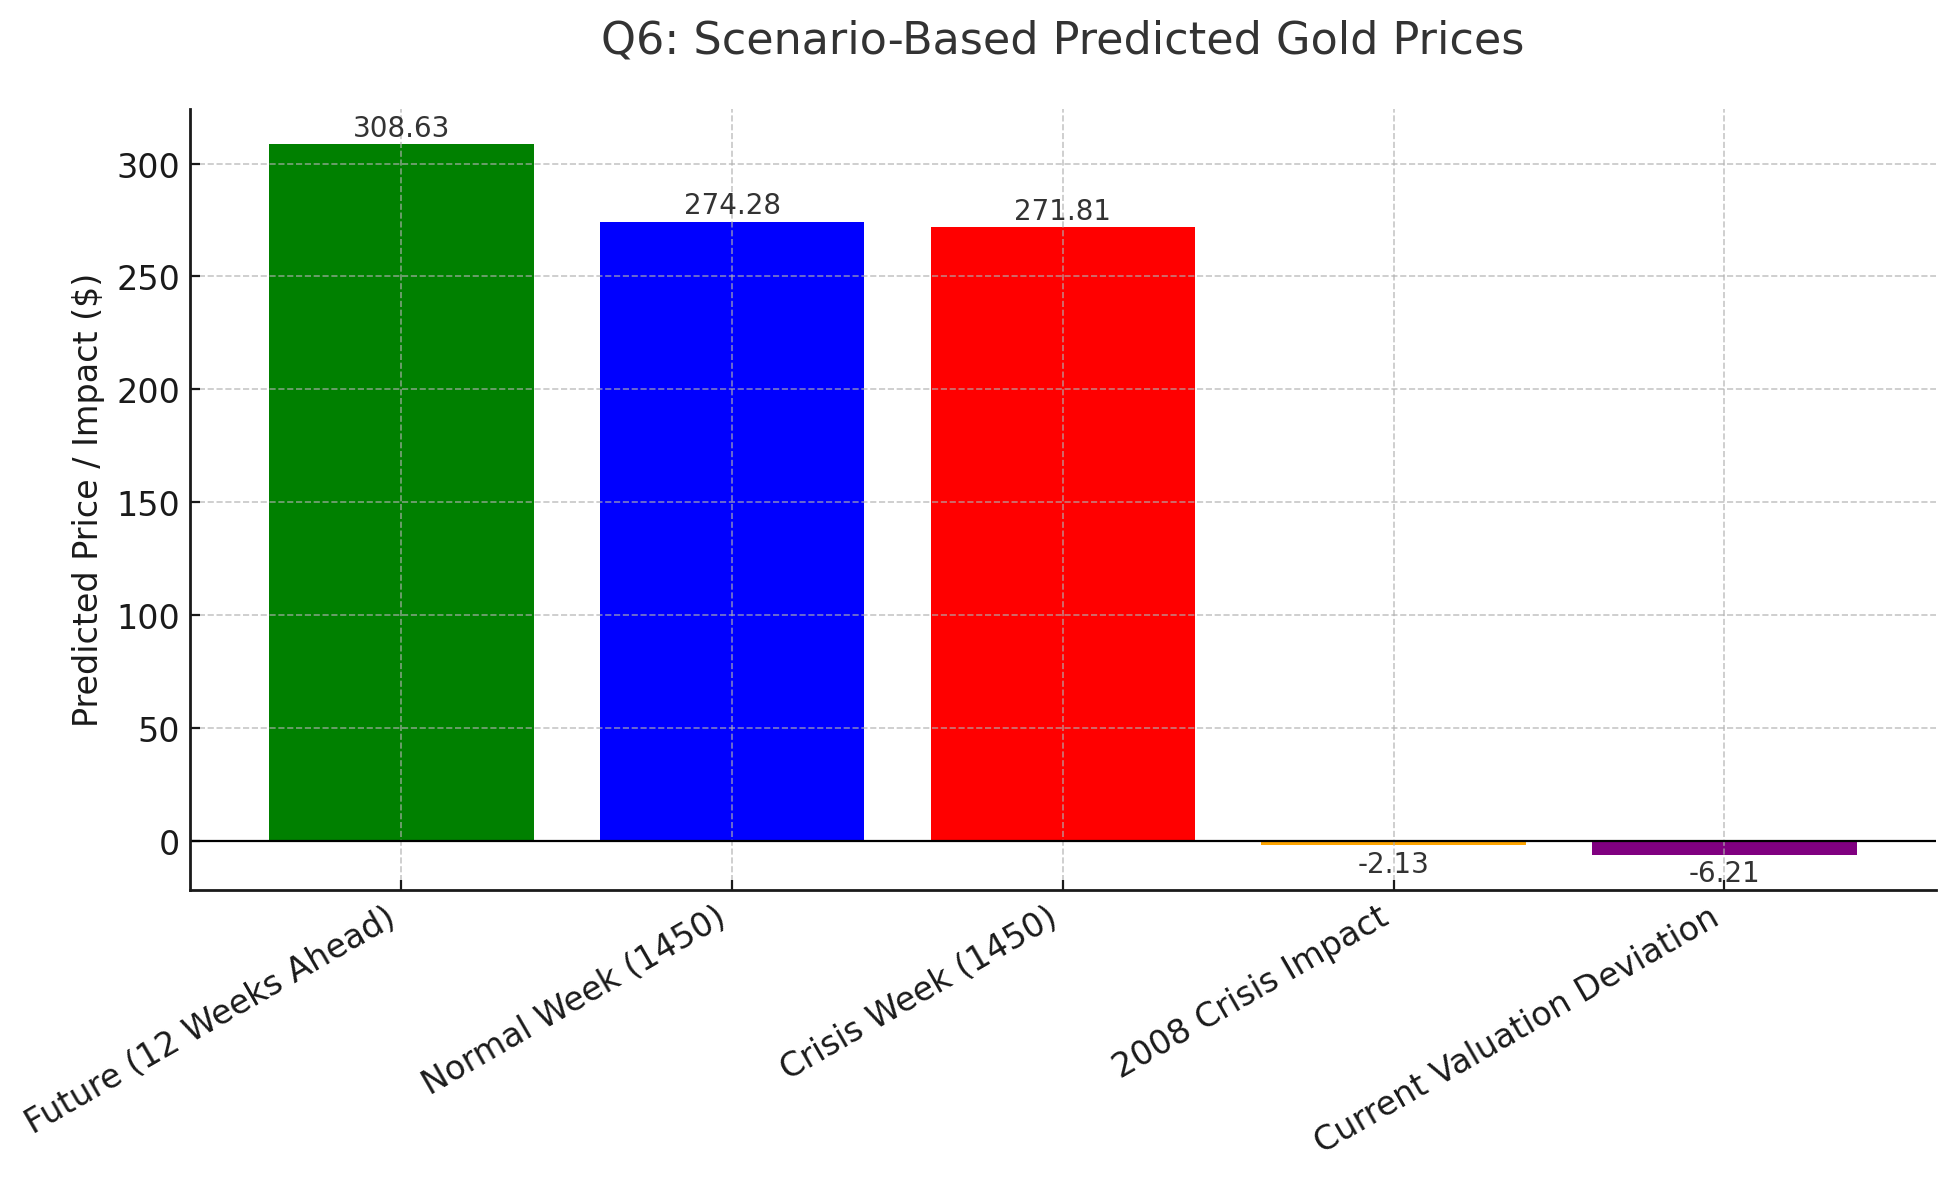 Q6: Scenario-Based Predicted Gold Prices
Predicted Price / Impact ($)
300
250
200
150
100
50
0
308.63
274.28
271.81
-2.13
-6.21
Future (12 Weeks Ahead)
Normal Week (1450)
Crisis Week (1450)
2008 Crisis Impact
Current Valuation Deviation